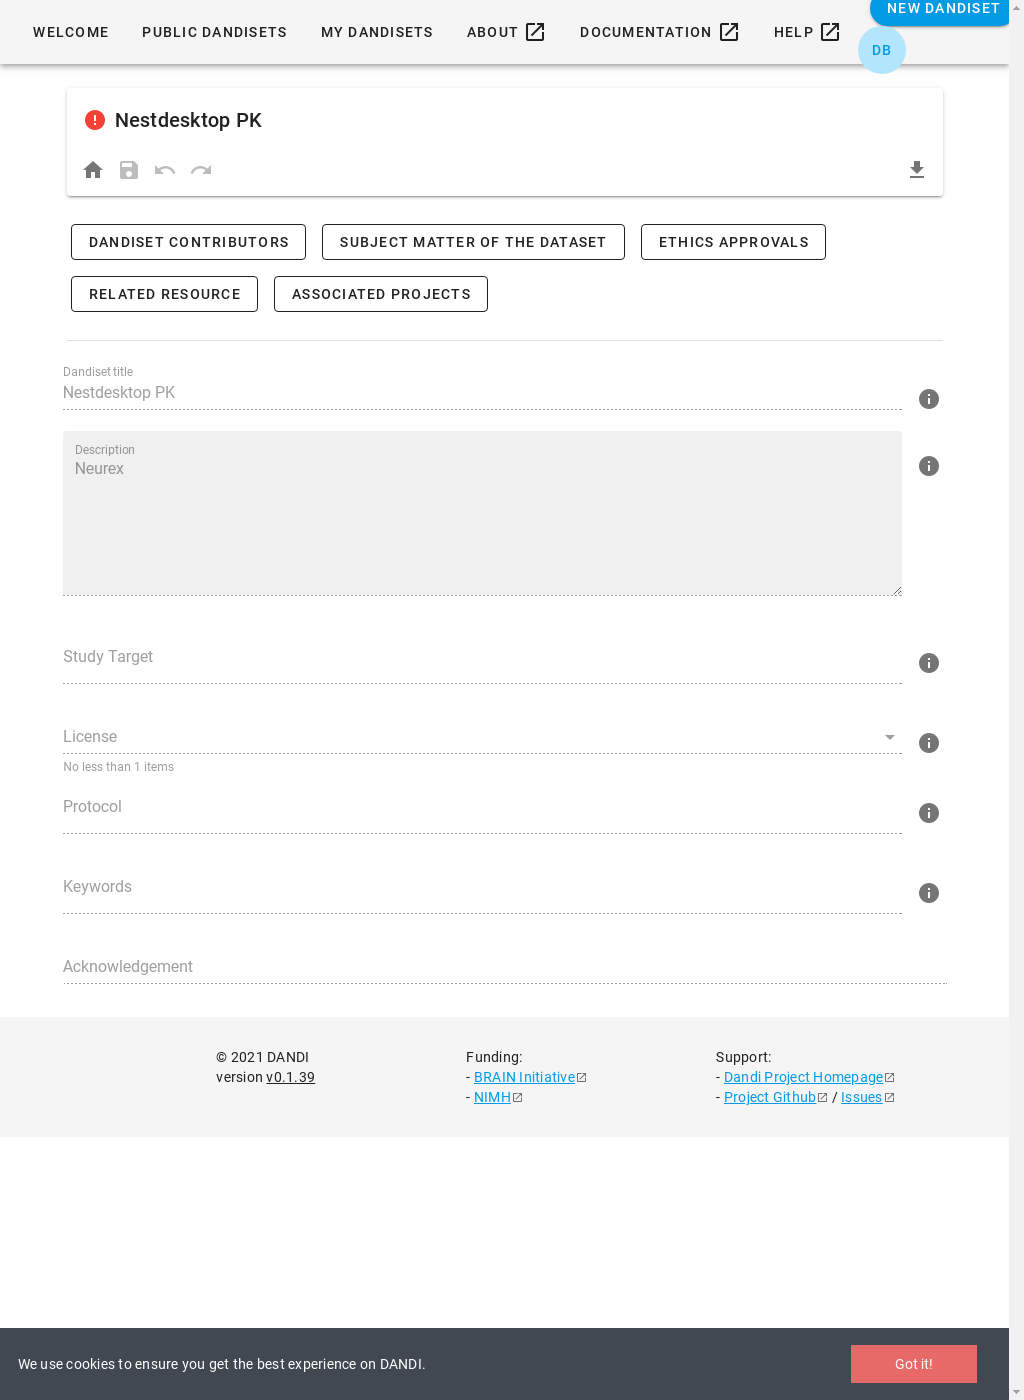 WELCOME PUBLIC DANDISETS MY DANDISETS ABOUT DOCUMENTATION HELP NEW DANDISET
DB
Nestdesktop PK
DANDISET CONTRIBUTORS SUBJECT MATTER OF THE DATASET ETHICS APPROVALS
RELATED RESOURCE ASSOCIATED PROJECTS
Dandiset title
Nestdesktop PK
Description
Neurex
Study Target
License
No less than 1 items
Protocol
Keywords
Acknowledgement
© 2021 DANDI
version v0.1.39
Funding:
- BRAIN Initiative
- NIMH
Support:
- Dandi Project Homepage
- Project Github / Issues
We use cookies to ensure you get the best experience on DANDI.
Got it!